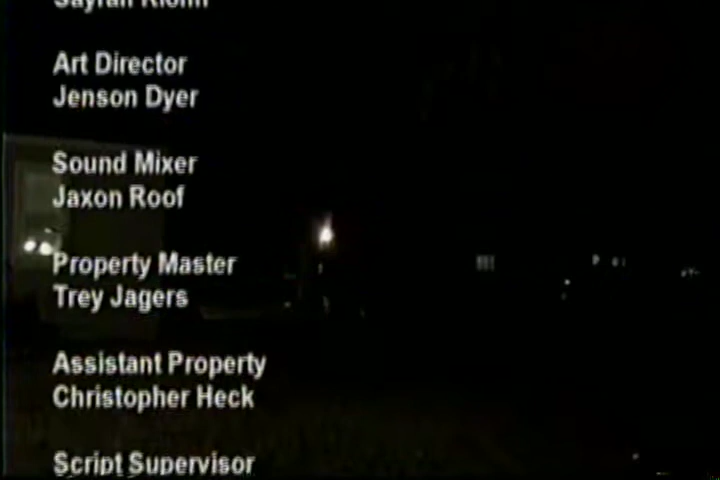 Art Director
Jenson Dyer
Sound Mixer
Jaxon Roof
Property Master
Trey Jagers
Assistant Property
Christopher Heck
Script Supervisor